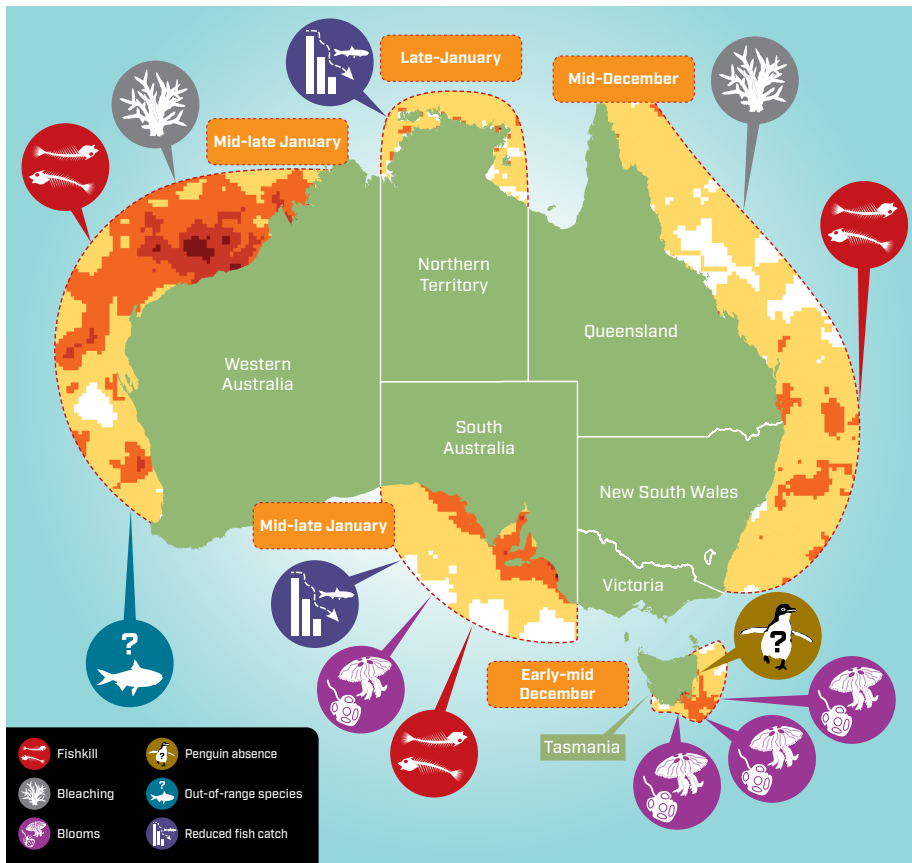 Late-January
Mid-December
Mid-late January
Northern
Territory
Queensland
Western
Australia
South
Australia
New South Wales
Mid-late January
Victoria
?
?
Early-mid
December
Tasmania
Fishkill
?
Penguin absence
Bleaching
?
Out-of-range species
Blooms
Reduced fish catch